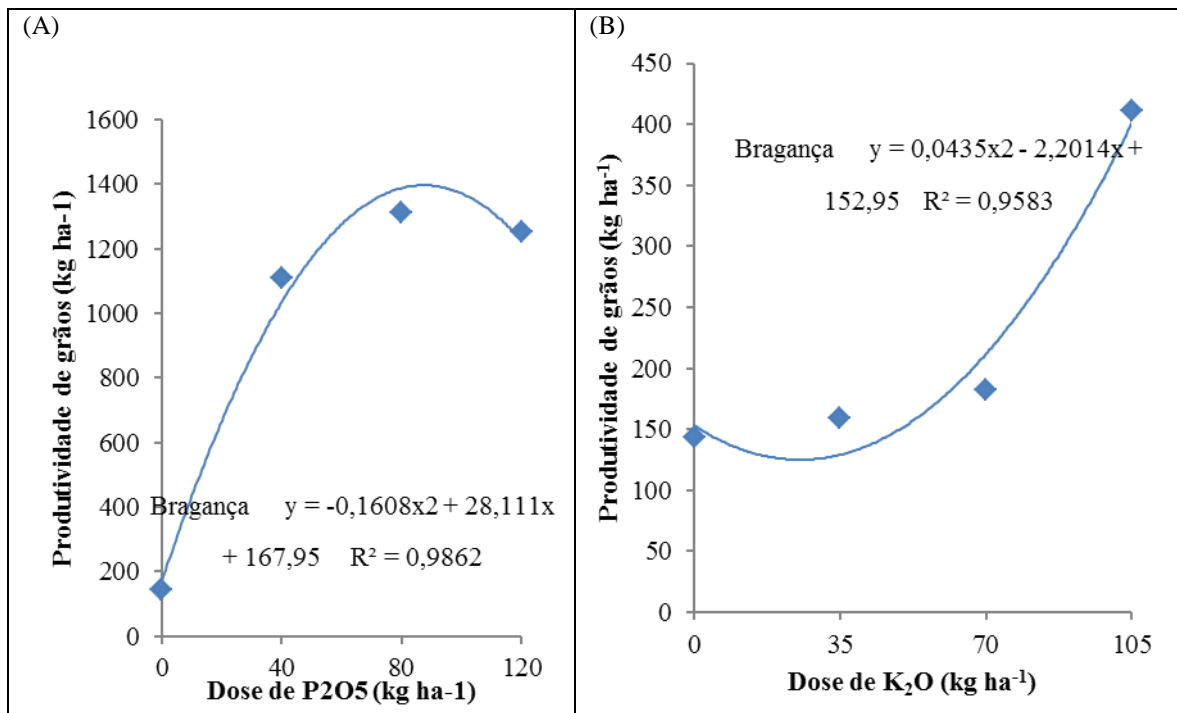 (A)
Produtividade de grãos (kg ha-1)
1600
1400
1200
1000
800
600
400
200
0
Bragança y = -0,1608x2 + 28,111x
+ 167,95 R² = 0,9862
0 40 80 120
Dose de P2O5 (kg ha-1)
(B)
Produtividade de grãos (kg ha⁻¹)
450
400
350
300
250
200
150
100
50
0
Bragança y = 0,0435x2 - 2,2014x +
152,95 R² = 0,9583
0 35 70 105
Dose de K₂O (kg ha⁻¹)